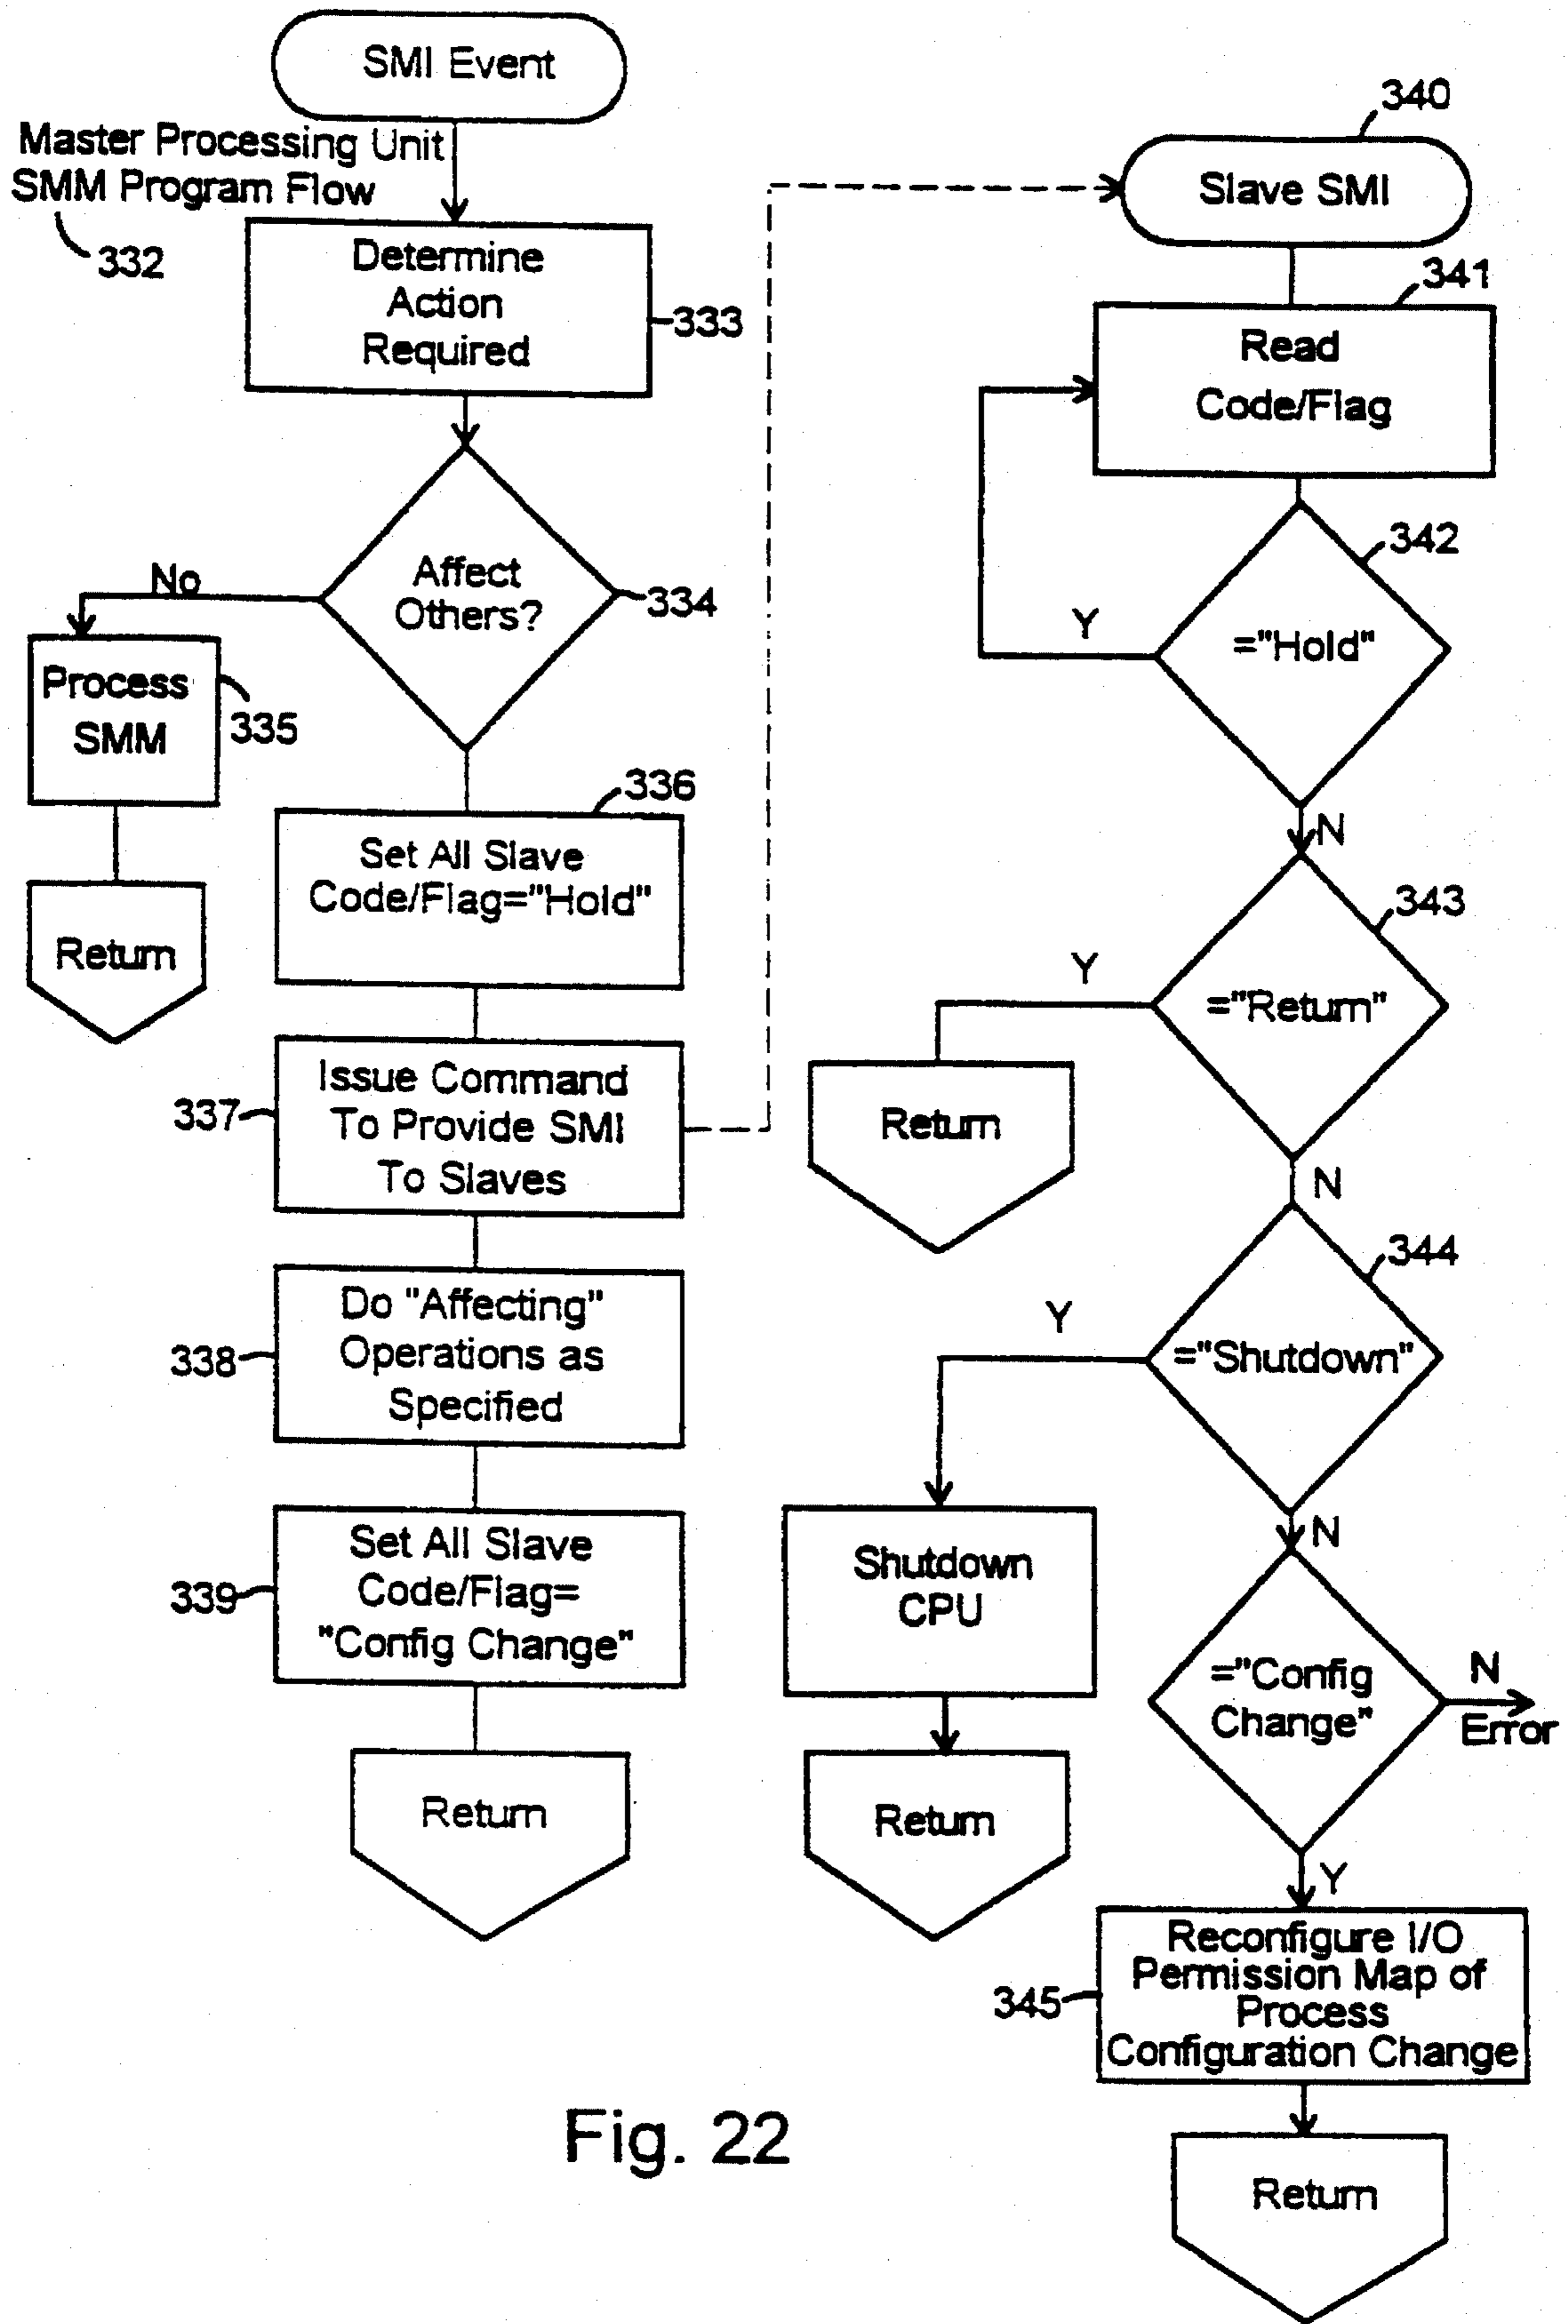 SMI Event
Master Processing Unit
SMM Program Flow
332
Determine
Action
Required
333
Affect
Others?
334
No
Process
SMM
335
Return
336
Set All Slave
Code/Flag="Hold"
337
Issue Command
To Provide SMI
To Slaves
338
Do "Affecting"
Operations as
Specified
339
Set All Slave
Code/Flag=
"Config Change"
Return
340
Slave SMI
341
Read
Code/Flag
342
="Hold"
Y
N
343
="Return"
Y
Return
N
344
="Shutdown"
Y
Shutdown
CPU
Return
N
="Config
Change"
N
Error
Y
345
Reconfigure I/O
Permission Map of
Process
Configuration Change
Return
Fig. 22